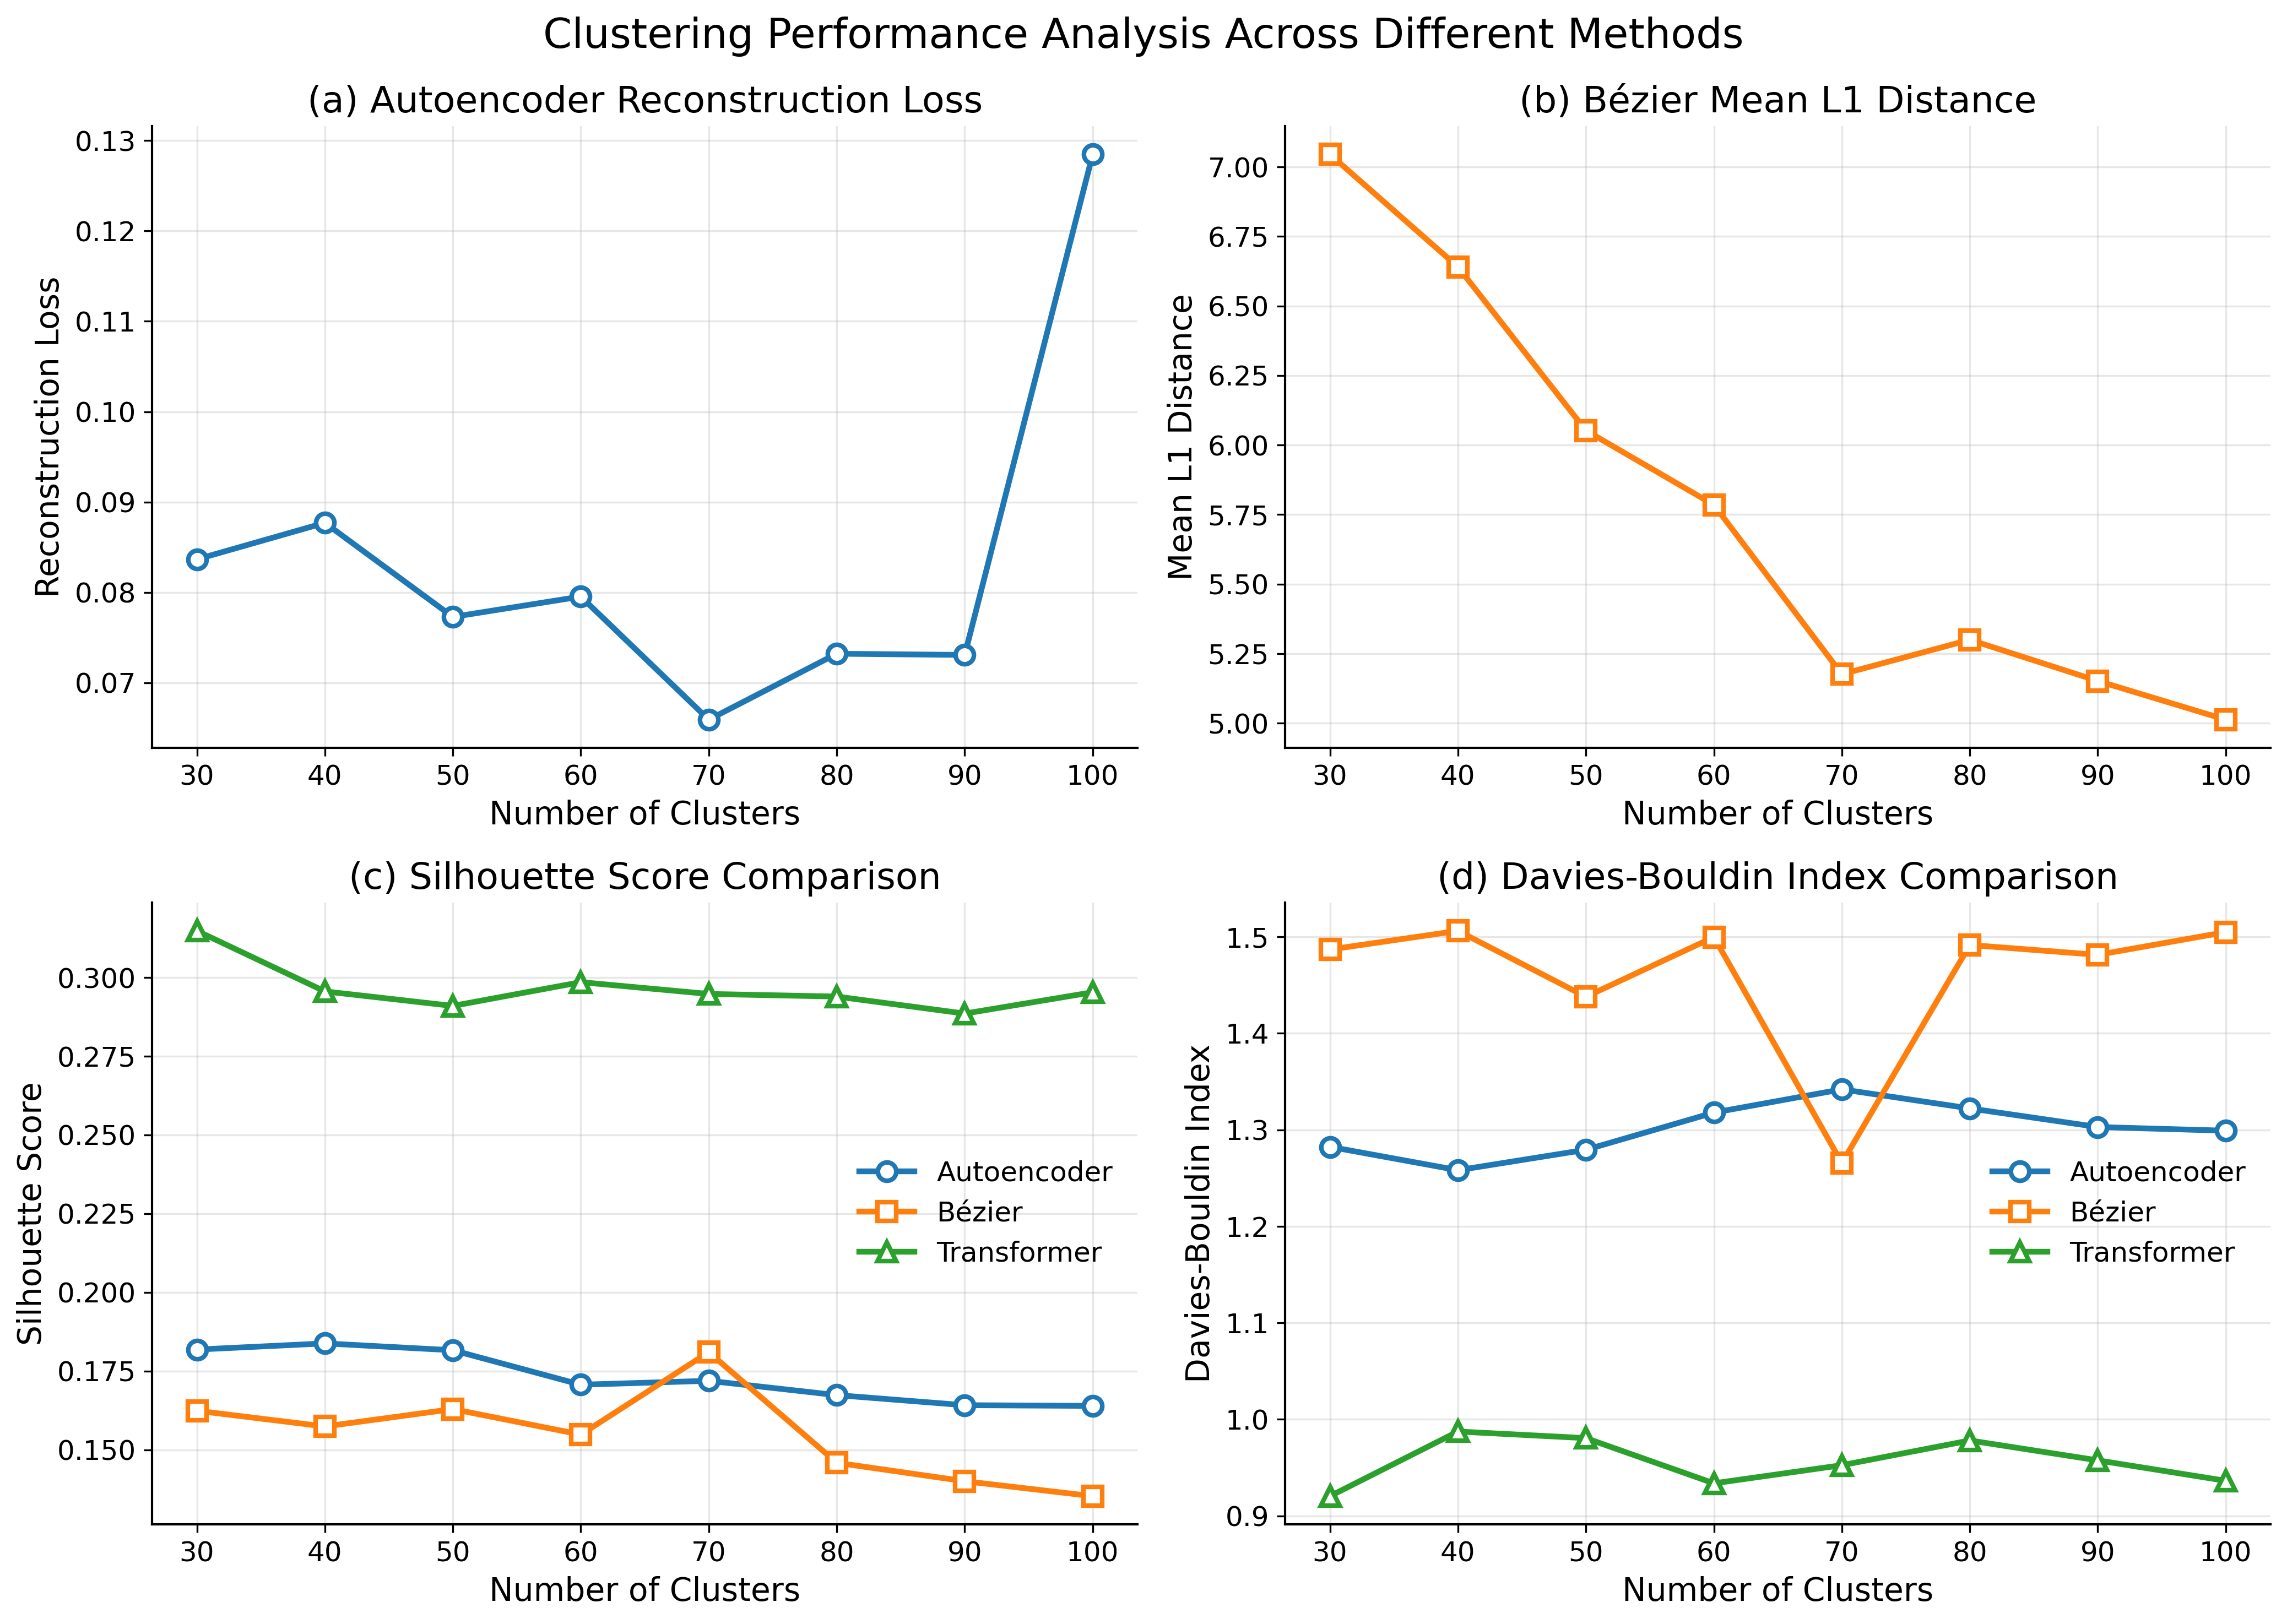 Clustering Performance Analysis Across Different Methods
(a) Autoencoder Reconstruction Loss
0.13
0.12
0.11
0.10
0.09
0.08
0.07
Reconstruction Loss
30 40 50 60 70 80 90 100
Number of Clusters
(b) Bézier Mean L1 Distance
7.00
6.75
6.50
6.25
6.00
5.75
5.50
5.25
5.00
Mean L1 Distance
30 40 50 60 70 80 90 100
Number of Clusters
(c) Silhouette Score Comparison
0.300
0.275
0.250
0.225
0.200
0.175
0.150
Silhouette Score
Autoencoder
Bézier
Transformer
30 40 50 60 70 80 90 100
Number of Clusters
(d) Davies-Bouldin Index Comparison
1.5
1.4
1.3
1.2
1.1
1.0
0.9
Davies-Bouldin Index
Autoencoder
Bézier
Transformer
30 40 50 60 70 80 90 100
Number of Clusters